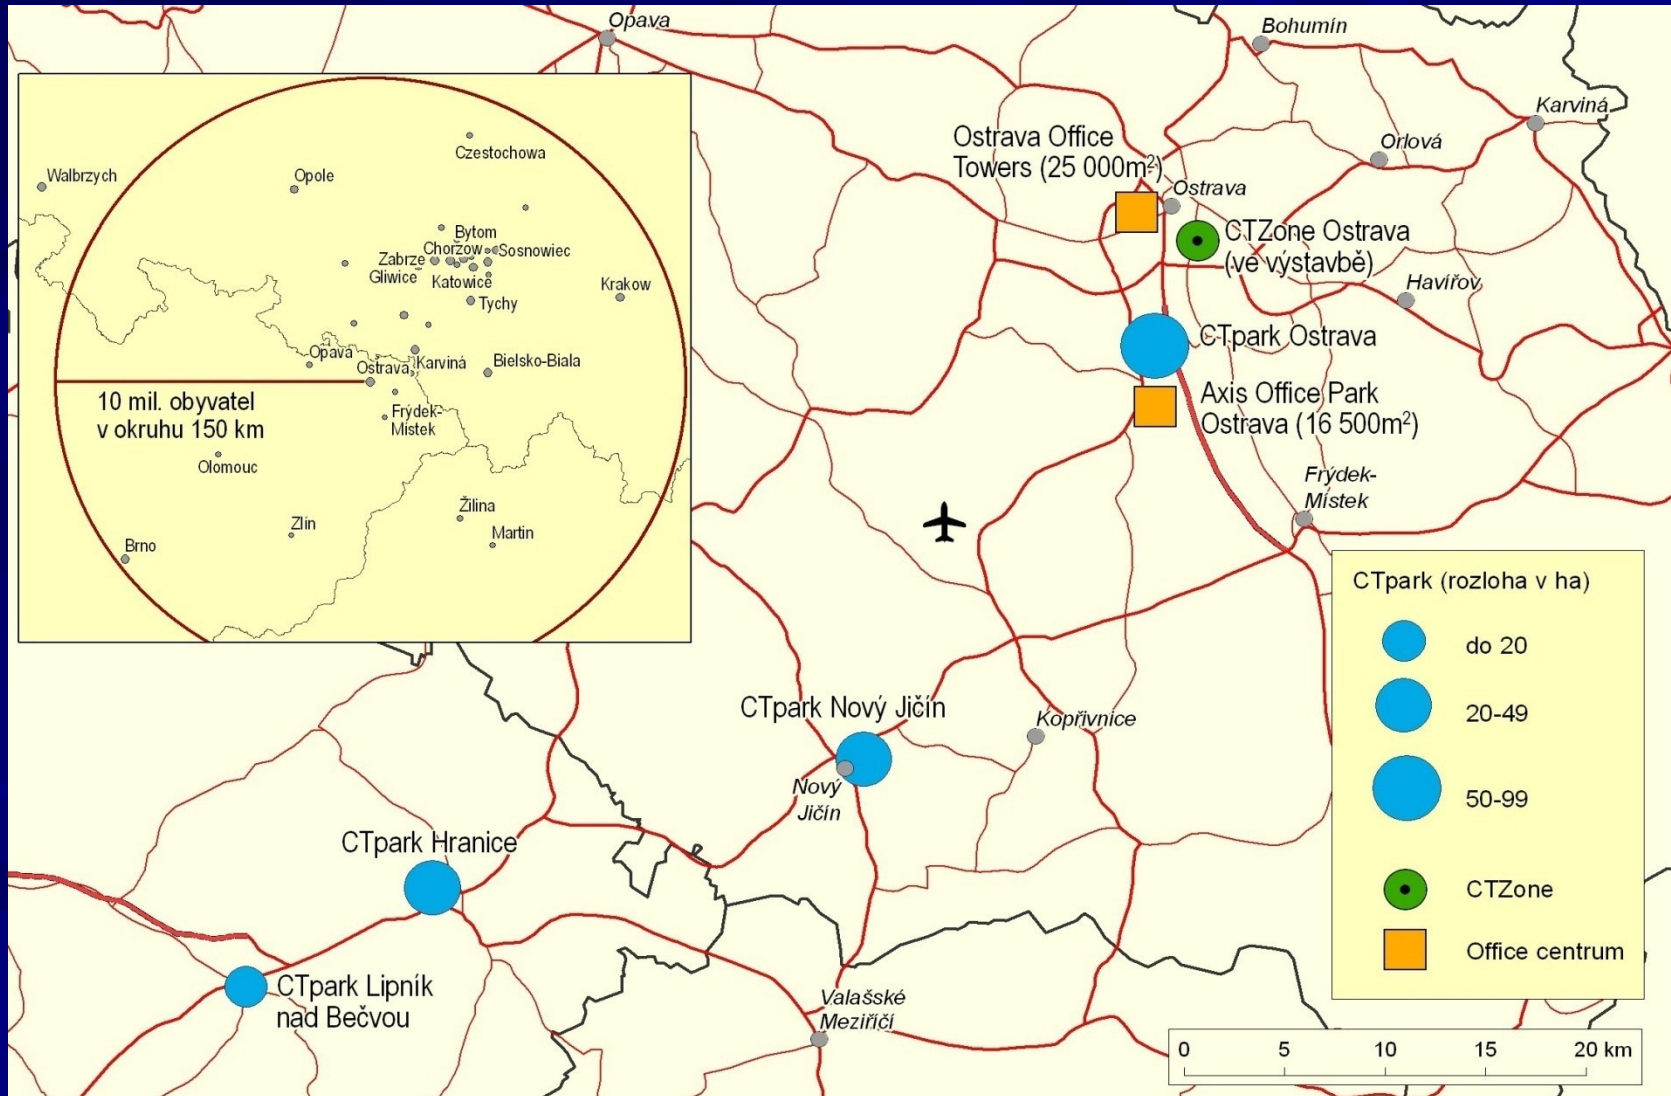 Opava
Bohumín
Karviná
Orlová
Ostrava Office
Towers (25 000m²)
Ostrava
CTZone Ostrava
(ve výstavbě)
Havířov
CTpark Ostrava
Axis Office Park
Ostrava (16 500m²)
Frýdek-
Místek
Walbrzych
Opole
Czestochowa
Bytom
Chorzow
Sosnowiec
Zabrze
Gliwice
Katowice
Krakow
Tychy
Opava
Ostrava
Karviná
Bielsko-Biala
10 mil. obyvatel
v okruhu 150 km
Frýdek-
Místek
Olomouc
Žilina
Zlín
Martin
Brno
CTpark Nový Jičín
Kopřivnice
Nový
Jičín
CTpark Hranice
CTpark Lipník
nad Bečvou
Valašské
Meziříčí
CTpark (rozloha v ha)
do 20
20-49
50-99
CTZone
Office centrum
0 5 10 15 20 km